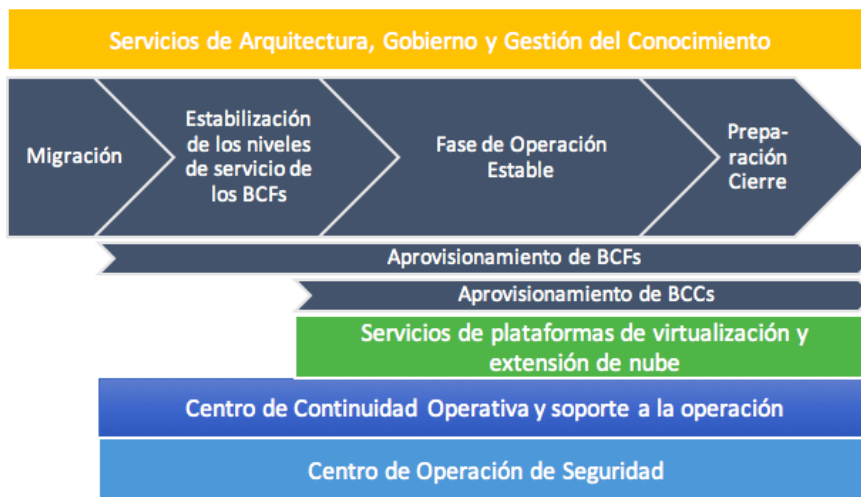 Servicios de Arquitectura, Gobierno y Gestión del Conocimiento
Migración
Estabilización
de los niveles
de servicio de
los BCFs
Fase de Operación
Estable
Prepa-
ración
Cierre
Aprovisionamiento de BCFs
Aprovisionamiento de BCCs
Servicios de plataformas de virtualización y
extensión de nube
Centro de Continuidad Operativa y soporte a la operación
Centro de Operación de Seguridad